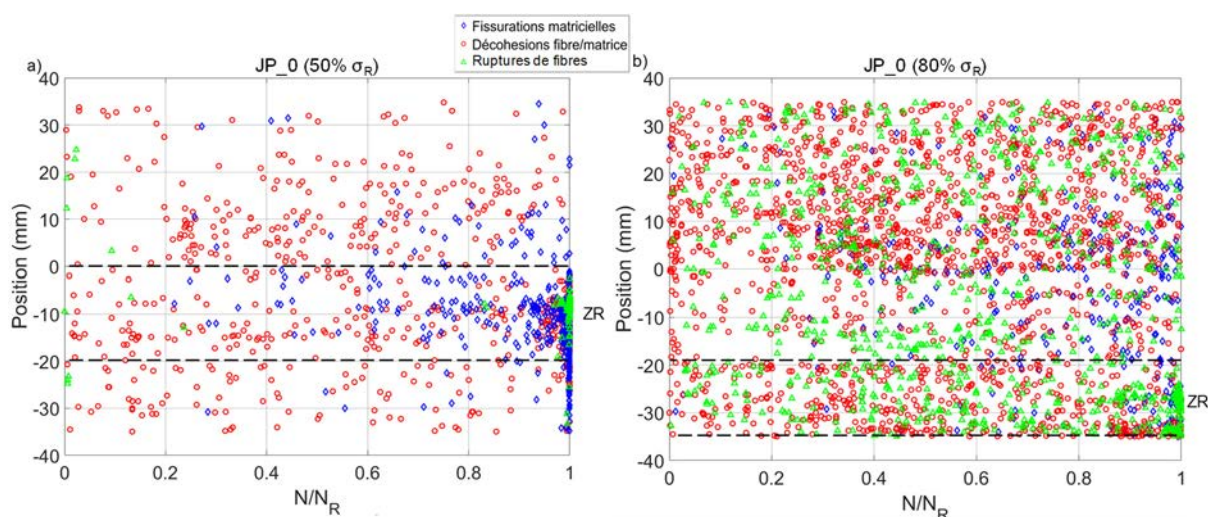 Fissurations matricielles
Décohesions fibre/matrice
Ruptures de fibres
a)
JP_0 (50% σR)
40
30
20
10
0
-10
-20
-30
-40
Position (mm)
ZR
0
0.2
0.4
0.6
0.8
1
N/NR
b)
JP_0 (80% σR)
40
30
20
10
0
-10
-20
-30
-40
Position (mm)
ZR
0
0.2
0.4
0.6
0.8
1
N/NR